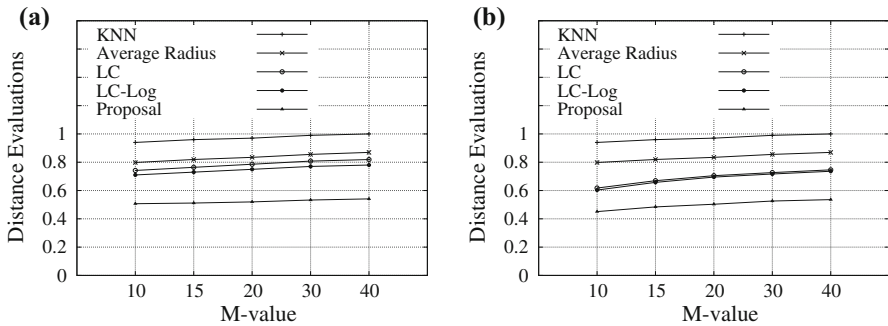 (a)
Distance Evaluations
KNN
Average Radius
LC
LC-Log
Proposal
1
0.8
0.6
0.4
0.2
0
10 15 20 30 40
M-value
(b)
Distance Evaluations
KNN
Average Radius
LC
LC-Log
Proposal
1
0.8
0.6
0.4
0.2
0
10 15 20 30 40
M-value